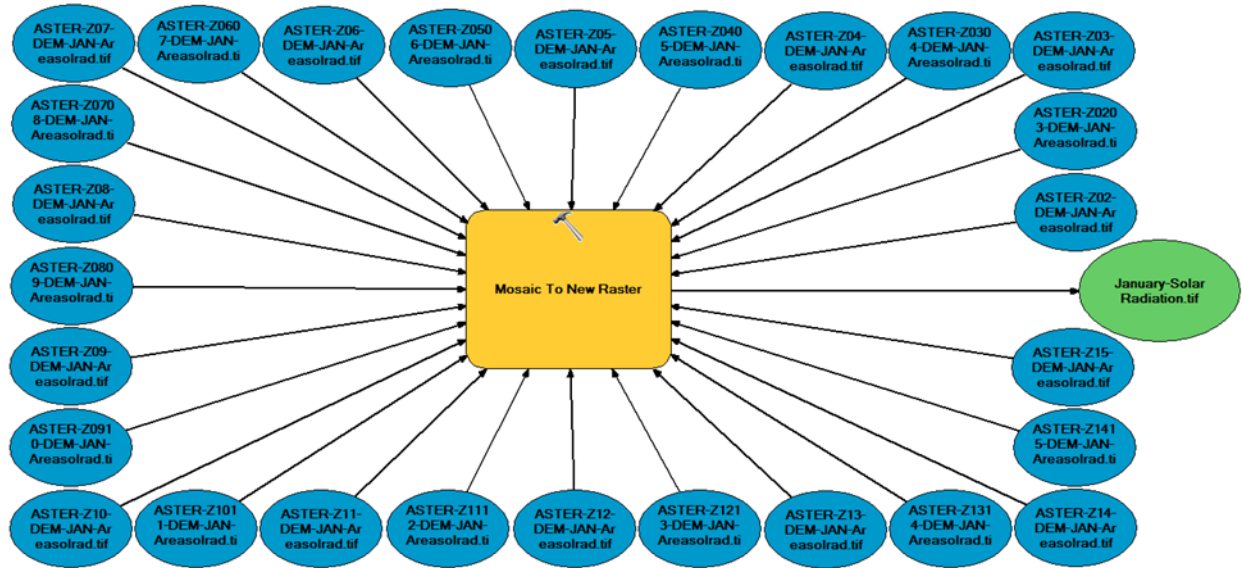 ASTER-Z07-
DEM-JAN-Ar
easolrad.tif
ASTER-Z060
7-DEM-JAN-
Areasolrad.ti
ASTER-Z06-
DEM-JAN-Ar
easolrad.tif
ASTER-Z050
6-DEM-JAN-
Areasolrad.ti
ASTER-Z05-
DEM-JAN-Ar
easolrad.tif
ASTER-Z040
5-DEM-JAN-
Areasolrad.ti
ASTER-Z04-
DEM-JAN-Ar
easolrad.tif
ASTER-Z030
4-DEM-JAN-
Areasolrad.ti
ASTER-Z03-
DEM-JAN-Ar
easolrad.tif
ASTER-Z070
8-DEM-JAN-
Areasolrad.ti
ASTER-Z020
3-DEM-JAN-
Areasolrad.ti
ASTER-Z08-
DEM-JAN-Ar
easolrad.tif
ASTER-Z02-
DEM-JAN-Ar
easolrad.tif
ASTER-Z080
9-DEM-JAN-
Areasolrad.ti
Mosaic To New Raster
January-Solar
Radiation.tif
ASTER-Z09-
DEM-JAN-Ar
easolrad.tif
ASTER-Z15-
DEM-JAN-Ar
easolrad.tif
ASTER-Z091
0-DEM-JAN-
Areasolrad.ti
ASTER-Z141
5-DEM-JAN-
Areasolrad.ti
ASTER-Z10-
DEM-JAN-Ar
easolrad.tif
ASTER-Z101
1-DEM-JAN-
Areasolrad.ti
ASTER-Z11-
DEM-JAN-Ar
easolrad.tif
ASTER-Z111
2-DEM-JAN-
Areasolrad.ti
ASTER-Z12-
DEM-JAN-Ar
easolrad.tif
ASTER-Z121
3-DEM-JAN-
Areasolrad.ti
ASTER-Z13-
DEM-JAN-Ar
easolrad.tif
ASTER-Z131
4-DEM-JAN-
Areasolrad.ti
ASTER-Z14-
DEM-JAN-Ar
easolrad.tif